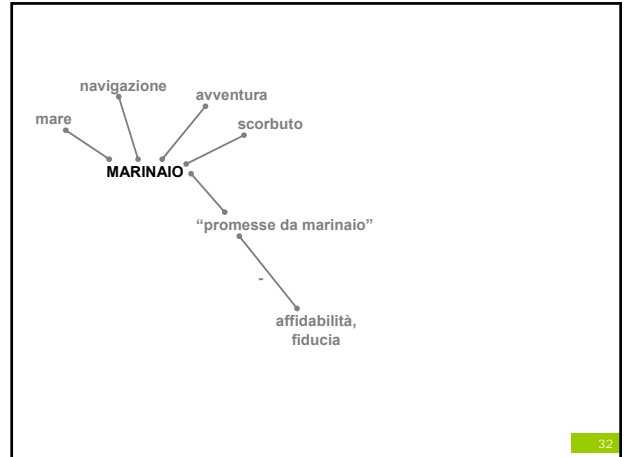 navigazione
avventura
mare
scorbuto
MARINAIO
“promesse da marinaio”
-
affidabilità,
fiducia
32